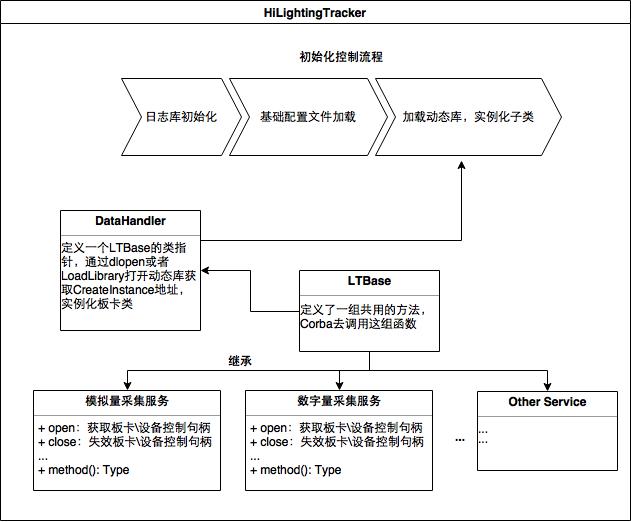 HiLightingTracker
初始化控制流程
日志库初始化
基础配置文件加载
加载动态库，实例化子类
DataHandler
定义一个LTBase的类指
针，通过dlopen或者
LoadLibrary打开动态库获
取CreateInstance地址，
实例化板卡类
LTBase
定义了一组共用的方法，
Corba去调用这组函数
继承
模拟量采集服务
+ open：获取板卡\设备控制句柄
+ close：失效板卡\设备控制句柄
...
+ method(): Type
数字量采集服务
+ open：获取板卡\设备控制句柄
+ close：失效板卡\设备控制句柄
...
+ method(): Type
...
Other Service
...
...